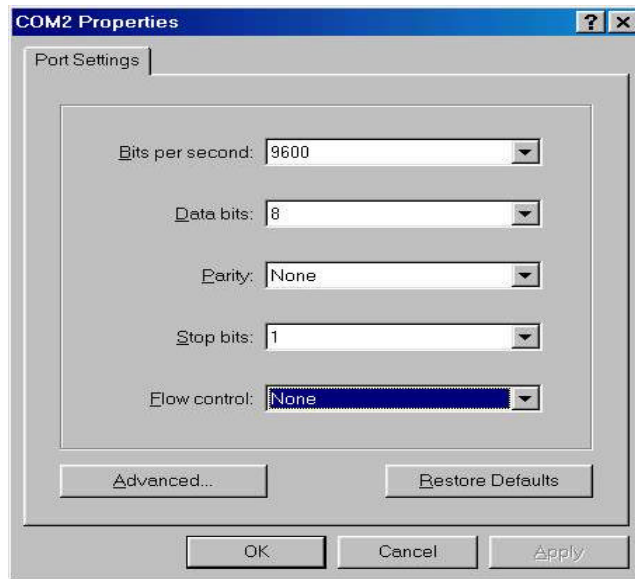 COM2 Properties
Port Settings
Bits per second: 9600
Data bits: 8
Parity: None
Stop bits: 1
Flow control: None
Advanced... Restore Defaults
OK Cancel Apply